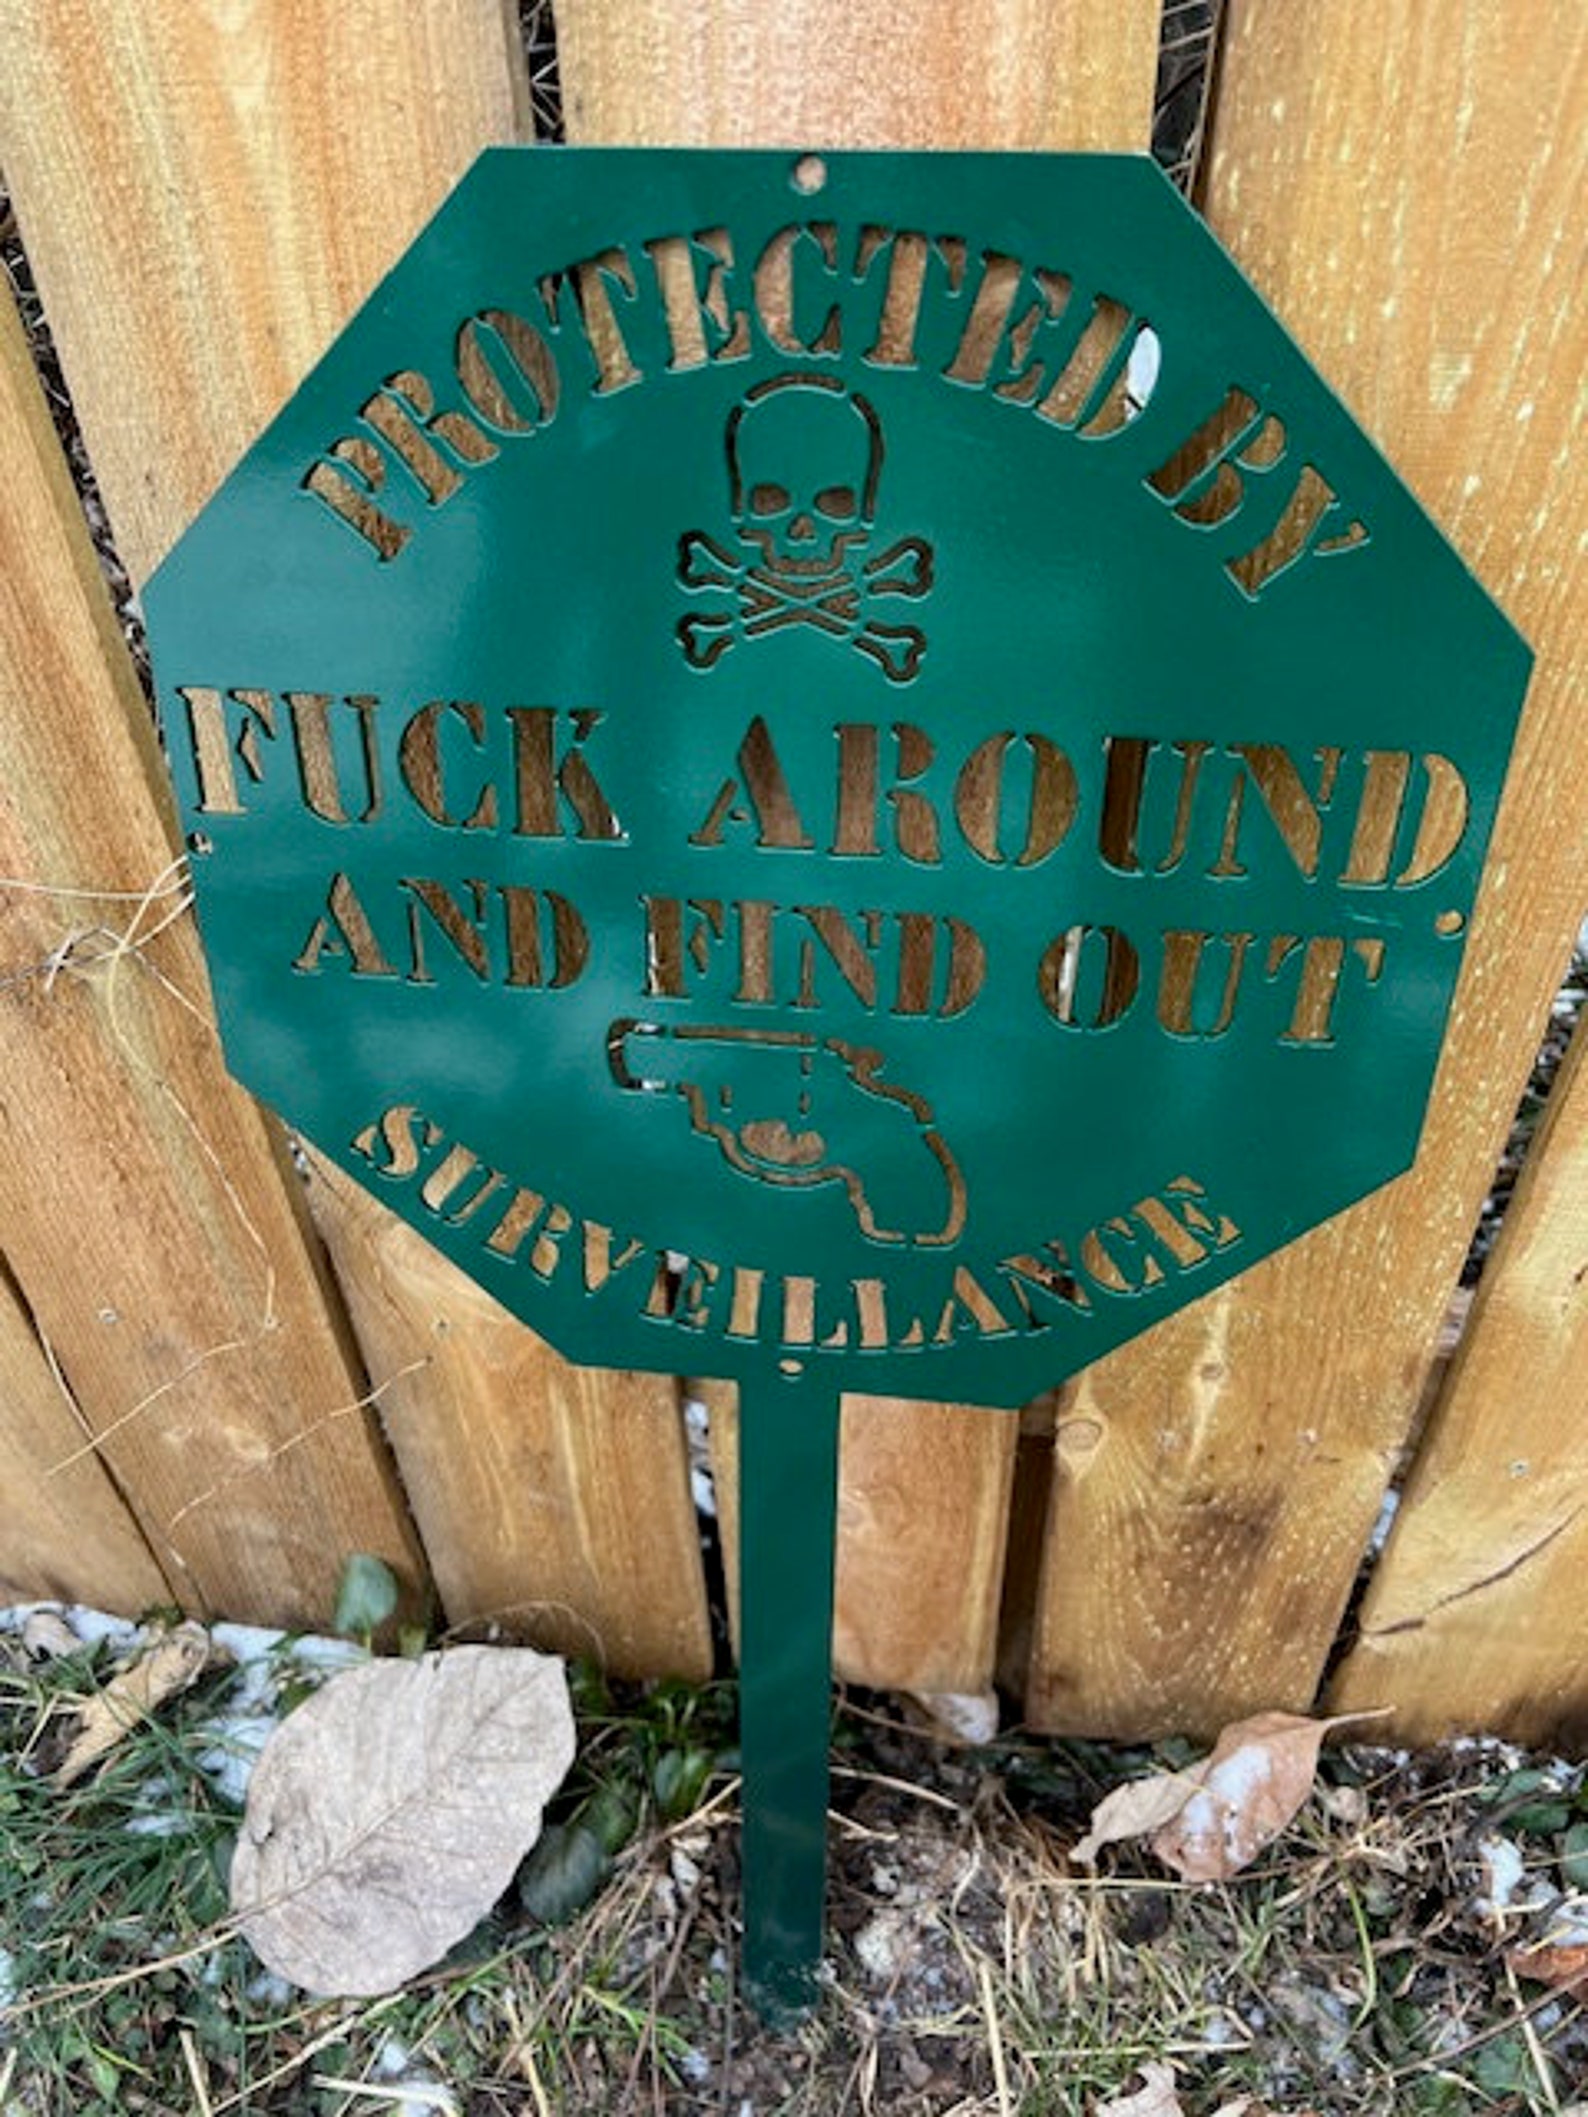 PROTECTED BY
FUCK AROUND
AND FIND OUT
SURVEILLANCE